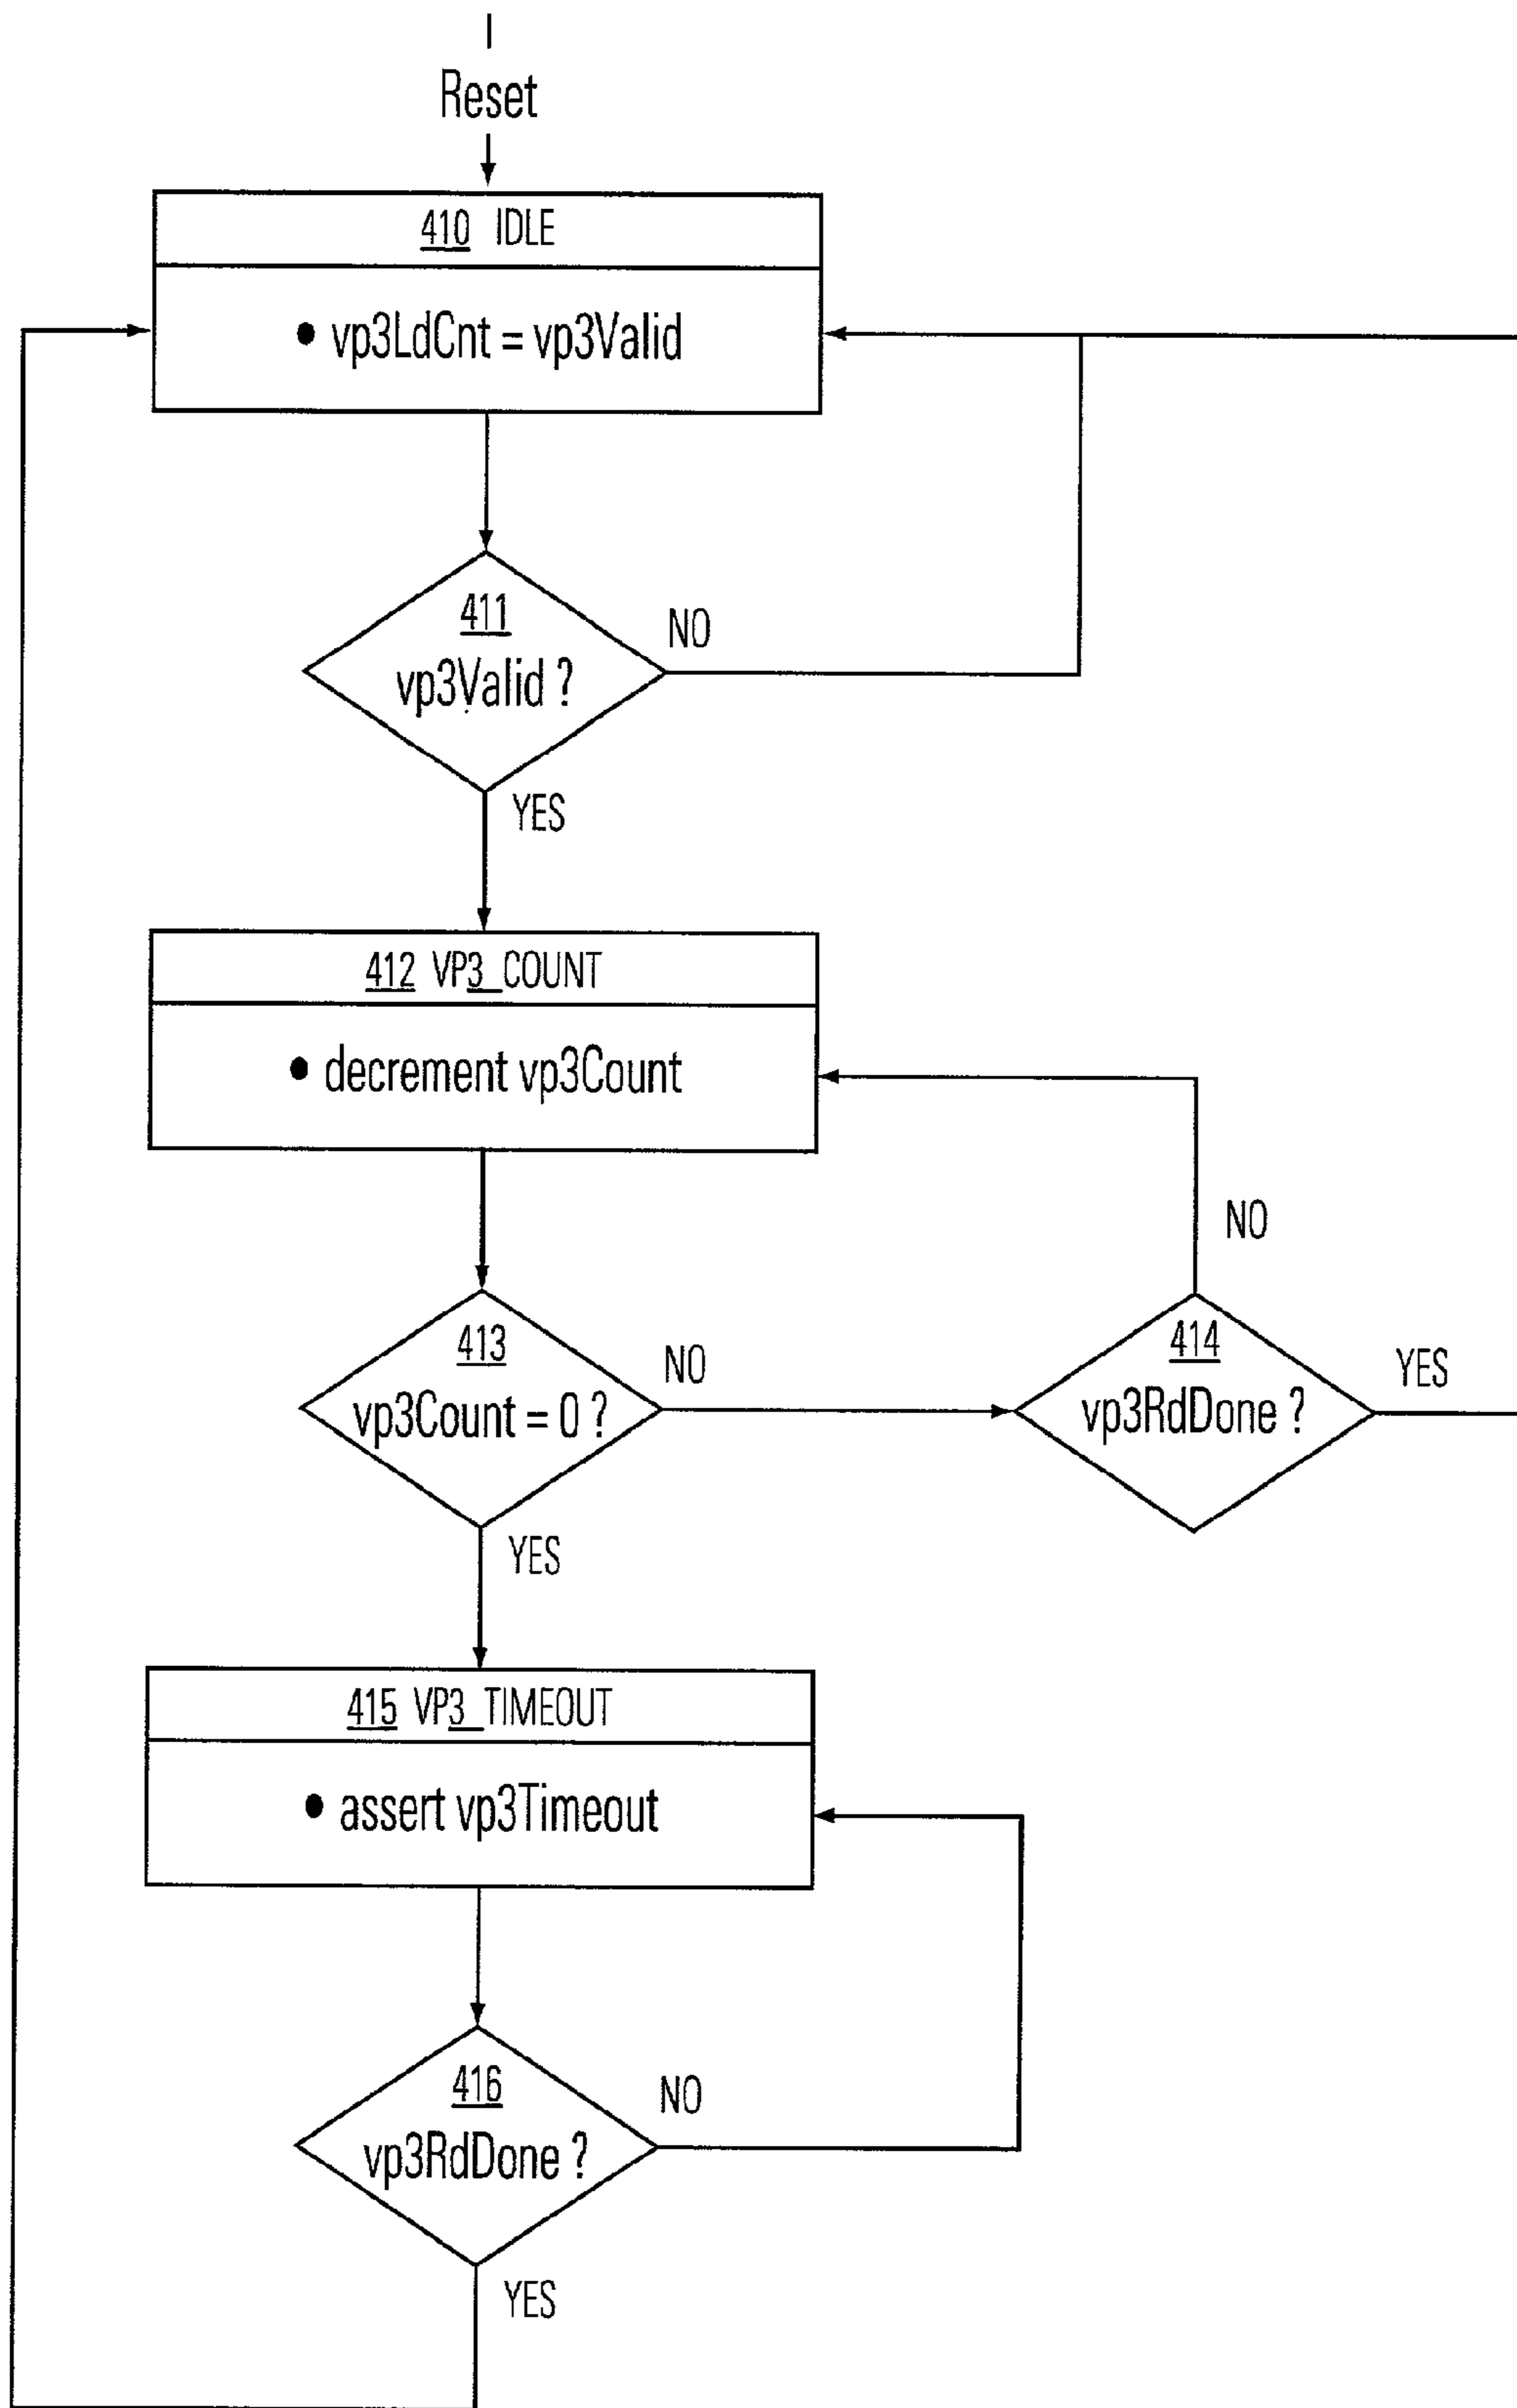 Reset
410 IDLE
• vp3LdCnt = vp3Valid
411
NO
vp3Valid ?
YES
412 VP3_COUNT
• decrement vp3Count
NO
413
NO
414
YES
vp3Count = 0 ?
vp3RdDone ?
YES
415 VP3_TIMEOUT
• assert vp3Timeout
416
NO
vp3RdDone ?
YES